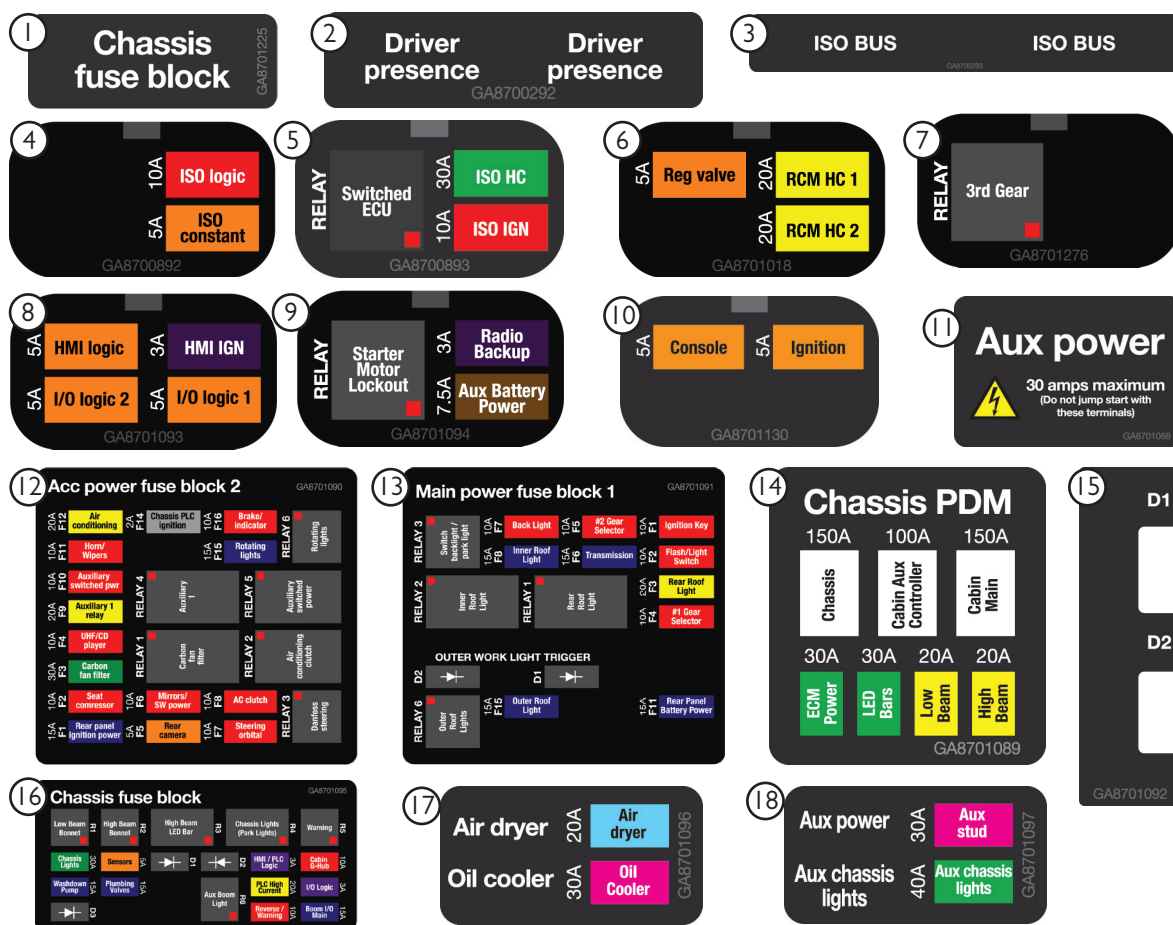 1
Chassis
fuse block
GA8701225
2
Driver
presence
Driver
presence
GA8700292
3
ISO BUS
ISO BUS
GA8700293
4
10A
ISO logic
5A
ISO
constant
GA8700892
5
RELAY
Switched
ECU
30A
ISO HC
10A
ISO IGN
GA8700893
6
5A
Reg valve
20A
RCM HC 1
20A
RCM HC 2
GA8701018
7
RELAY
3rd Gear
GA8701276
8
5A
HMI logic
3A
HMI IGN
5A
I/O logic 2
5A
I/O logic 1
GA8701093
9
RELAY
Starter
Motor
Lockout
3A
Radio
Backup
7.5A
Aux Battery
Power
GA8701094
10
5A
Console
5A
Ignition
GA8701130
11
Aux power
30 amps maximum
(Do not jump start with
these terminals)
GA8701088
12
Acc power fuse block 2
GA8701090
20A
F12
Air
conditioning
2A
F14
Chassis PLC
ignition
10A
F16
Brake/
indicator
RELAY 6
Rotating
lights
10A
F11
Horn/
Wipers
15A
F15
Rotating
lights
10A
F10
Auxiliary
switched pwr
RELAY 4
Auxiliary
1
RELAY 5
Auxiliary
switched
power
20A
F9
Auxiliary 1
relay
10A
F4
UHF/CD
player
RELAY 1
Carbon
fan
filter
RELAY 2
Air
conditioning
clutch
30A
F3
Carbon
fan filter
10A
F2
Seat
comressor
10A
F6
Mirrors/
SW power
10A
F8
AC clutch
RELAY 3
Danfoss
steering
15A
F1
Rear panel
Ignition power
5A
F5
Rear
camera
10A
F7
Steering
orbital
13
Main power fuse block 1
GA8701091
RELAY 3
Switch
backlight /
park light
10A
F7
Back Light
10A
F5
#2 Gear
Selector
10A
F1
Ignition Key
15A
F8
Inner Roof
Light
15A
F6
Transmission
10A
F2
Flash/Light
Switch
RELAY 2
Inner
Roof
Light
RELAY 1
Rear
Roof
Light
20A
F3
Rear Roof
Light
10A
F4
#1 Gear
Selector
OUTER WORK LIGHT TRIGGER
D2
D1
RELAY 6
Outer
Roof
Lights
15A
F15
Outer Roof
Light
15A
F11
Rear Panel
Battery Power
14
Chassis PDM
150A
100A
150A
Chassis
Cabin Aux
Controller
Cabin
Main
30A
30A
20A
20A
ECM
Power
LED
Bars
Low
Beam
High
Beam
GA8701089
15
D1
D2
GA8701092
16
Chassis fuse block
GA8701095
Low Beam
Bonnet
R1
High Beam
Bonnet
R2
High Beam
LED Bar
R3
Chassis Lights
(Park Lights)
R4
Warning
R5
Chassis
Lights
30A
Sensors
5A
D1
D2
HMI / PLC
Logic
3A
Cabin
G-Hub
10A
Washdown
Pump
15A
Plumbing
Valves
15A
Aux Boom
Light
R6
PLC High
Current
20A
I/O Logic
3A
D3
Reverse /
Warning
10A
Boom I/O
Main
15A
17
Air dryer
20A
Air
dryer
Oil cooler
30A
Oil
Cooler
GA8701096
18
Aux power
30A
Aux
stud
Aux chassis
lights
40A
Aux chassis
lights
GA8701097